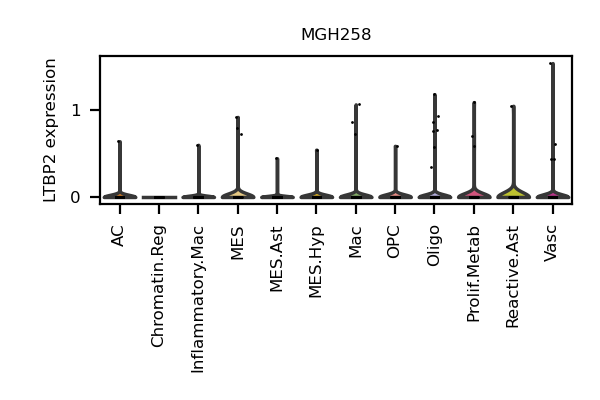 MGH258
LTBP2 expression
1
0
AC
Chromatin.Reg
Inflammatory.Mac
MES
MES.Ast
MES.Hyp
Mac
OPC
Oligo
Prolif.Metab
Reactive.Ast
Vasc